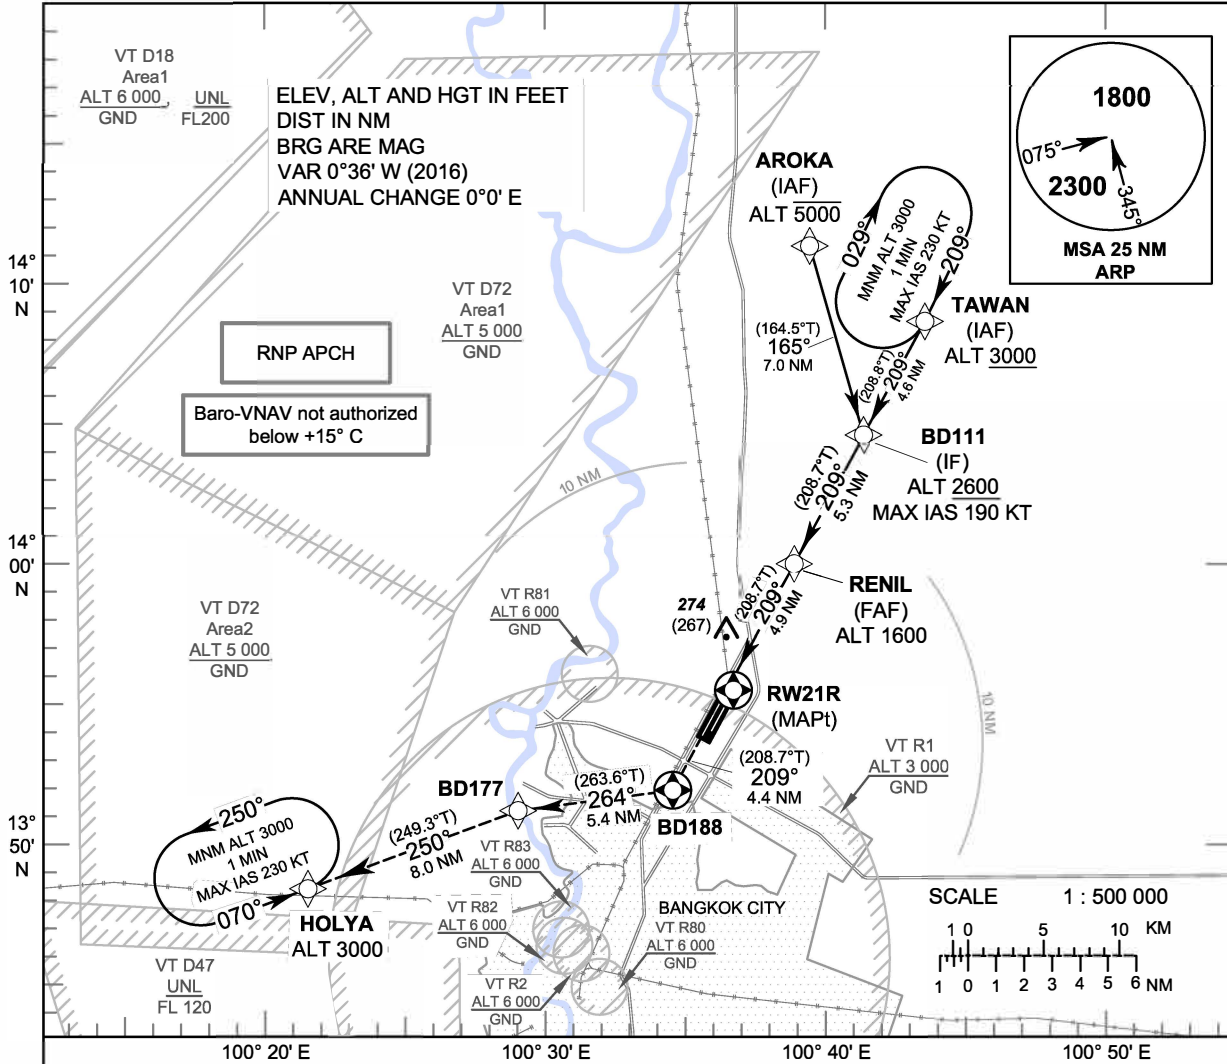 VT D18
Area1
ALT 6 000, UNL
GND FL200
ELEV, ALT AND HGT IN FEET
DIST IN NM
BRG ARE MAG
VAR 0°36' W (2016)
ANNUAL CHANGE 0°0' E
1800
075°
2300
345°
MSA 25 NM
ARP
AROKA
(IAF)
ALT 5000
029°
MNM ALT 3000
1 MIN
MAX IAS 230 KT
209°
TAWAN
(IAF)
ALT 3000
14°
10'
N
VT D72
Area1
ALT 5 000
GND
RNP APCH
Baro-VNAV not authorized
below +15° C
(164.5°T)
165°
7.0 NM
(208.8°T)
209°
4.6 NM
BD111
(IF)
ALT 2600
MAX IAS 190 KT
10 NM
(208.7°T)
209°
5.3 NM
14°
00'
N
RENIL
(FAF)
ALT 1600
VT D72
Area2
ALT 5 000
GND
VT R81
ALT 6 000
GND
274
(267)
(208.7°T)
209°
4.9 NM
RW21R
(MAPt)
10 NM
VT R1
ALT 3 000
GND
(208.7°T)
209°
4.4 NM
BD177
(263.6°T)
264°
5.4 NM
BD188
(249.3°T)
250°
8.0 NM
13°
50'
N
250°
MNM ALT 3000
1 MIN
MAX IAS 230 KT
070°
HOLYA
ALT 3000
VT R83
ALT 6 000
GND
VT R82
ALT 6 000
GND
BANGKOK CITY
VT R80
ALT 6 000
GND
VT R2
ALT 6 000
GND
VT D47
UNL
FL 120
SCALE 1 : 500 000
1 0 5 10 KM
1 0 1 2 3 4 5 6 NM
100° 20' E 100° 30' E 100° 40' E 100° 50' E